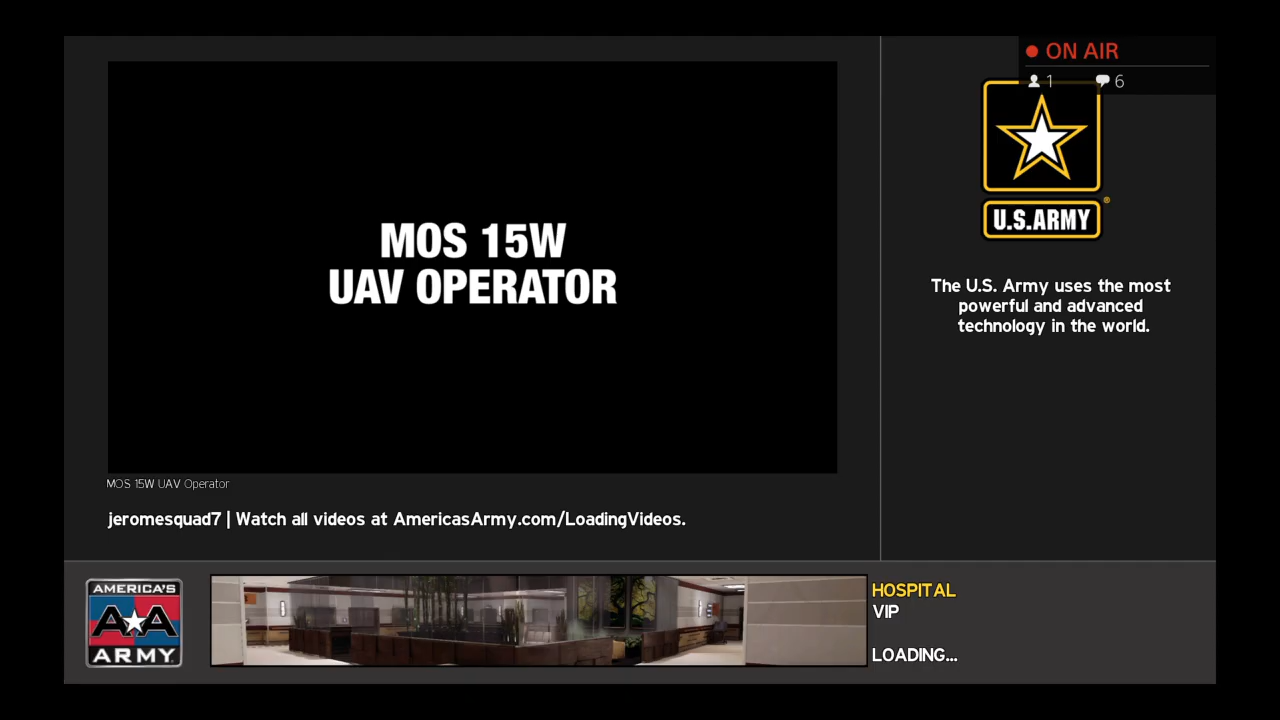 ON AIR
1 6
MOS 15W
UAV OPERATOR
U.S.ARMY
®
The U.S. Army uses the most
powerful and advanced
technology in the world.
MOS 15W UAV Operator
jeromesquad7 | Watch all videos at AmericasArmy.com/LoadingVideos.
AMERICA'S
AA
ARMY
HOSPITAL
VIP
LOADING...